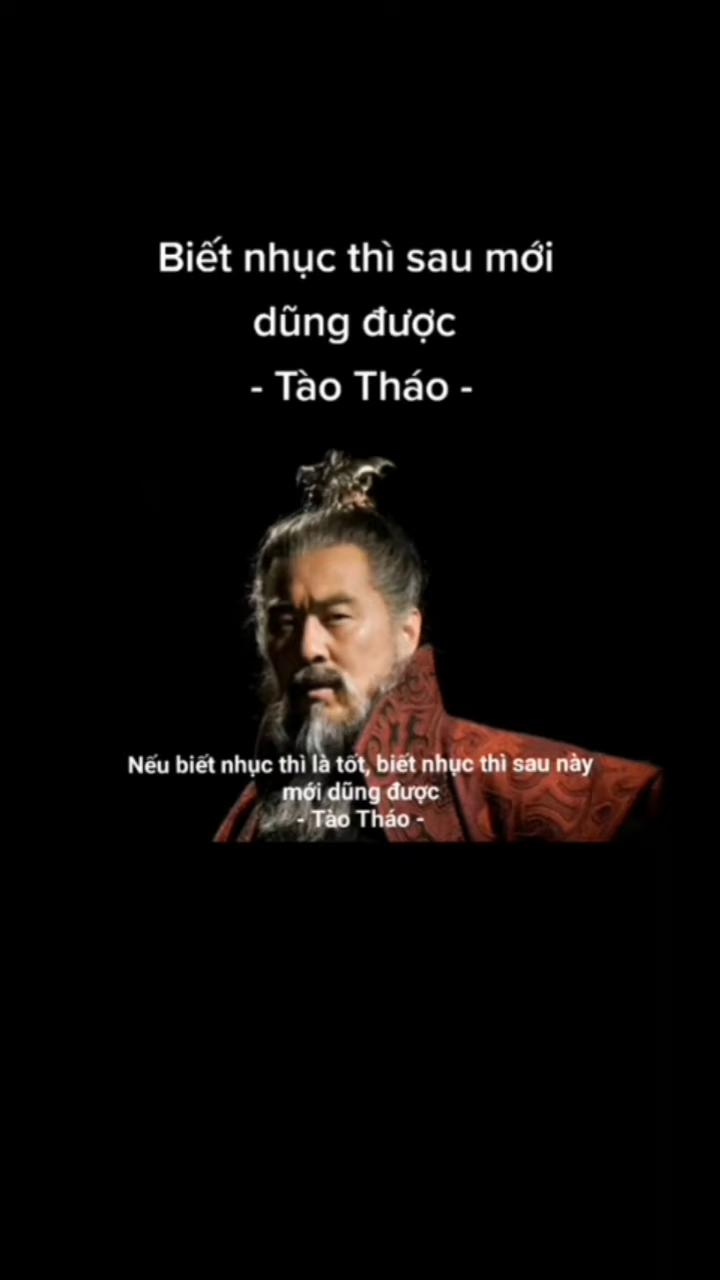 Biết nhục thì sau mới
dũng được
- Tào Tháo -
Nếu biết nhục thì là tốt, biết nhục thì sau này
mới dũng được
- Tào Tháo -